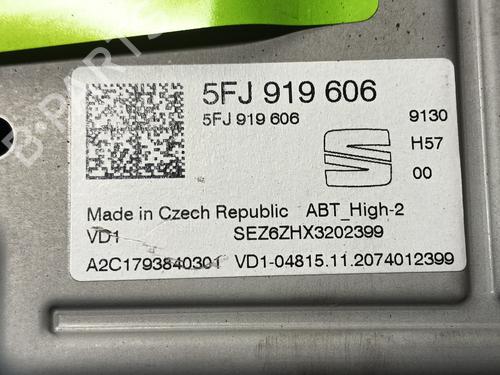 B-PARTS
5FJ 919 606
5FJ 919 606
9130
H57
00
Made in Czech Republic ABT_High-2
VD1 SEZ6ZHX3202399
A2C1793840301 VD1-04815.11.2074012399